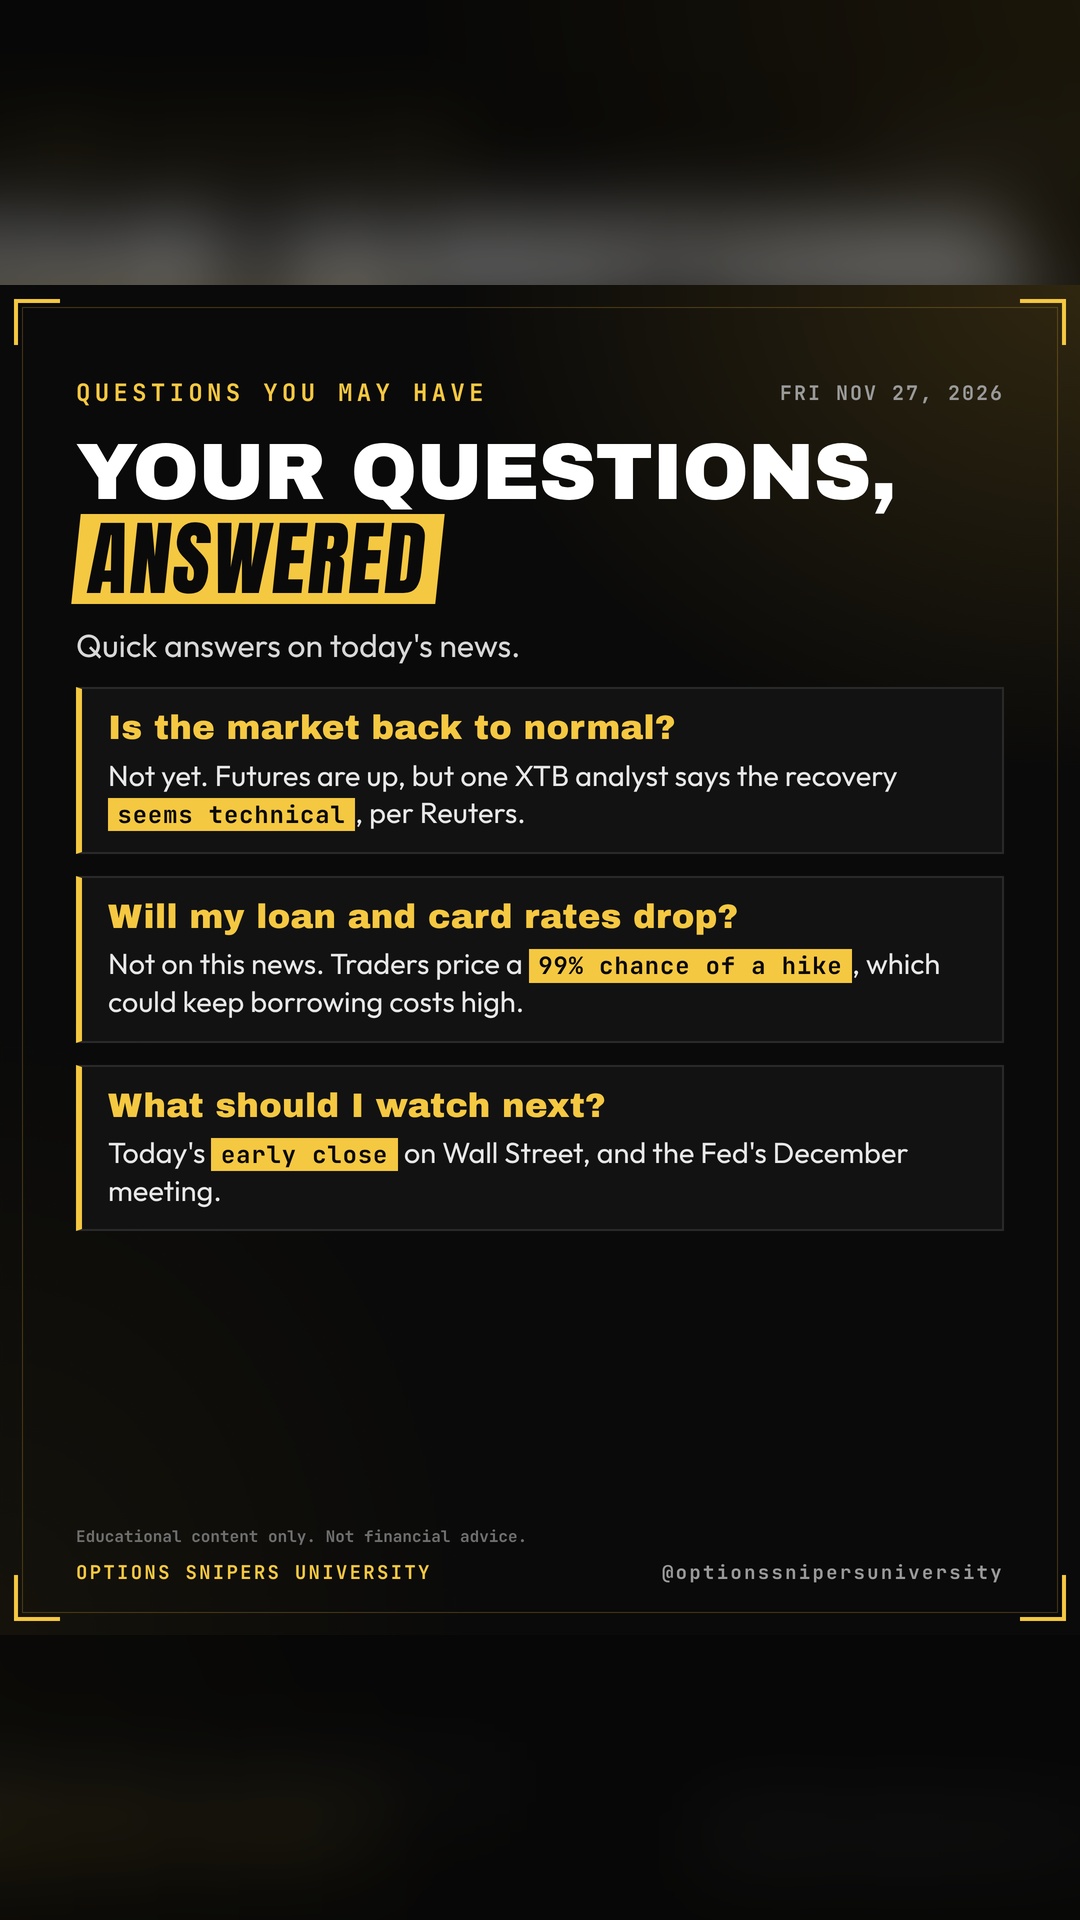 QUESTIONS YOU MAY HAVE
FRI NOV 27, 2026
YOUR QUESTIONS,
ANSWERED
Quick answers on today's news.
Is the market back to normal?
Not yet. Futures are up, but one XTB analyst says the recovery
seems technical, per Reuters.
Will my loan and card rates drop?
Not on this news. Traders price a 99% chance of a hike, which
could keep borrowing costs high.
What should I watch next?
Today's early close on Wall Street, and the Fed's December
meeting.
Educational content only. Not financial advice.
OPTIONS SNIPERS UNIVERSITY
@optionssnipersuniversity